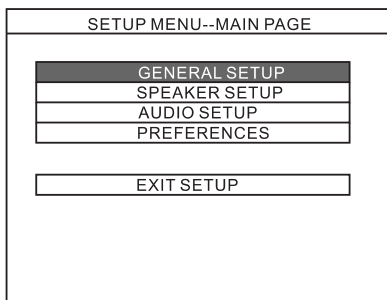 SETUP MENU--MAIN PAGE
GENERAL SETUP
SPEAKER SETUP
AUDIO SETUP
PREFERENCES
EXIT SETUP